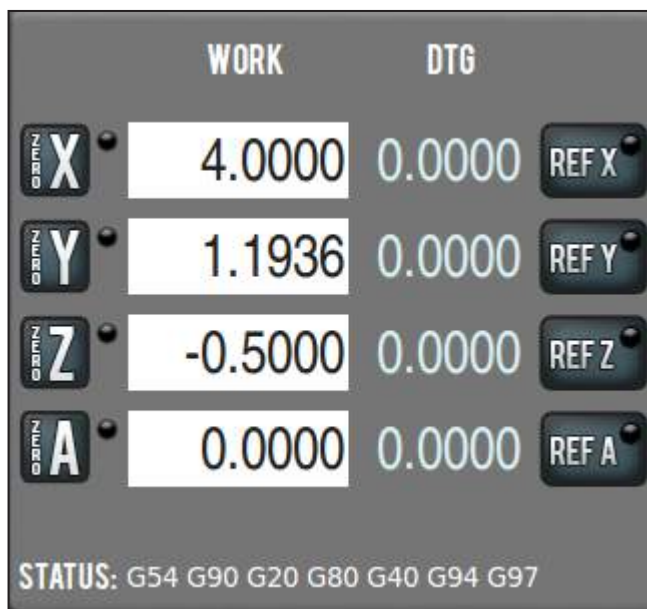 WORK DTG
ZERO X 4.0000 0.0000 REF X
ZERO Y 1.1936 0.0000 REF Y
ZERO Z -0.5000 0.0000 REF Z
ZERO A 0.0000 0.0000 REF A
STATUS: G54 G90 G20 G80 G40 G94 G97